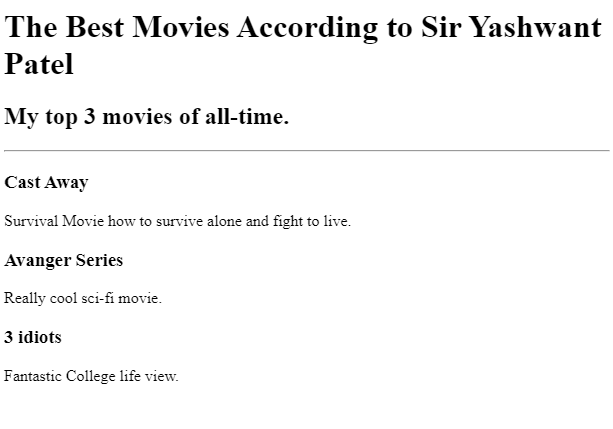 The Best Movies According to Sir Yashwant
Patel
My top 3 movies of all-time.
Cast Away
Survival Movie how to survive alone and fight to live.
Avanger Series
Really cool sci-fi movie.
3 idiots
Fantastic College life view.